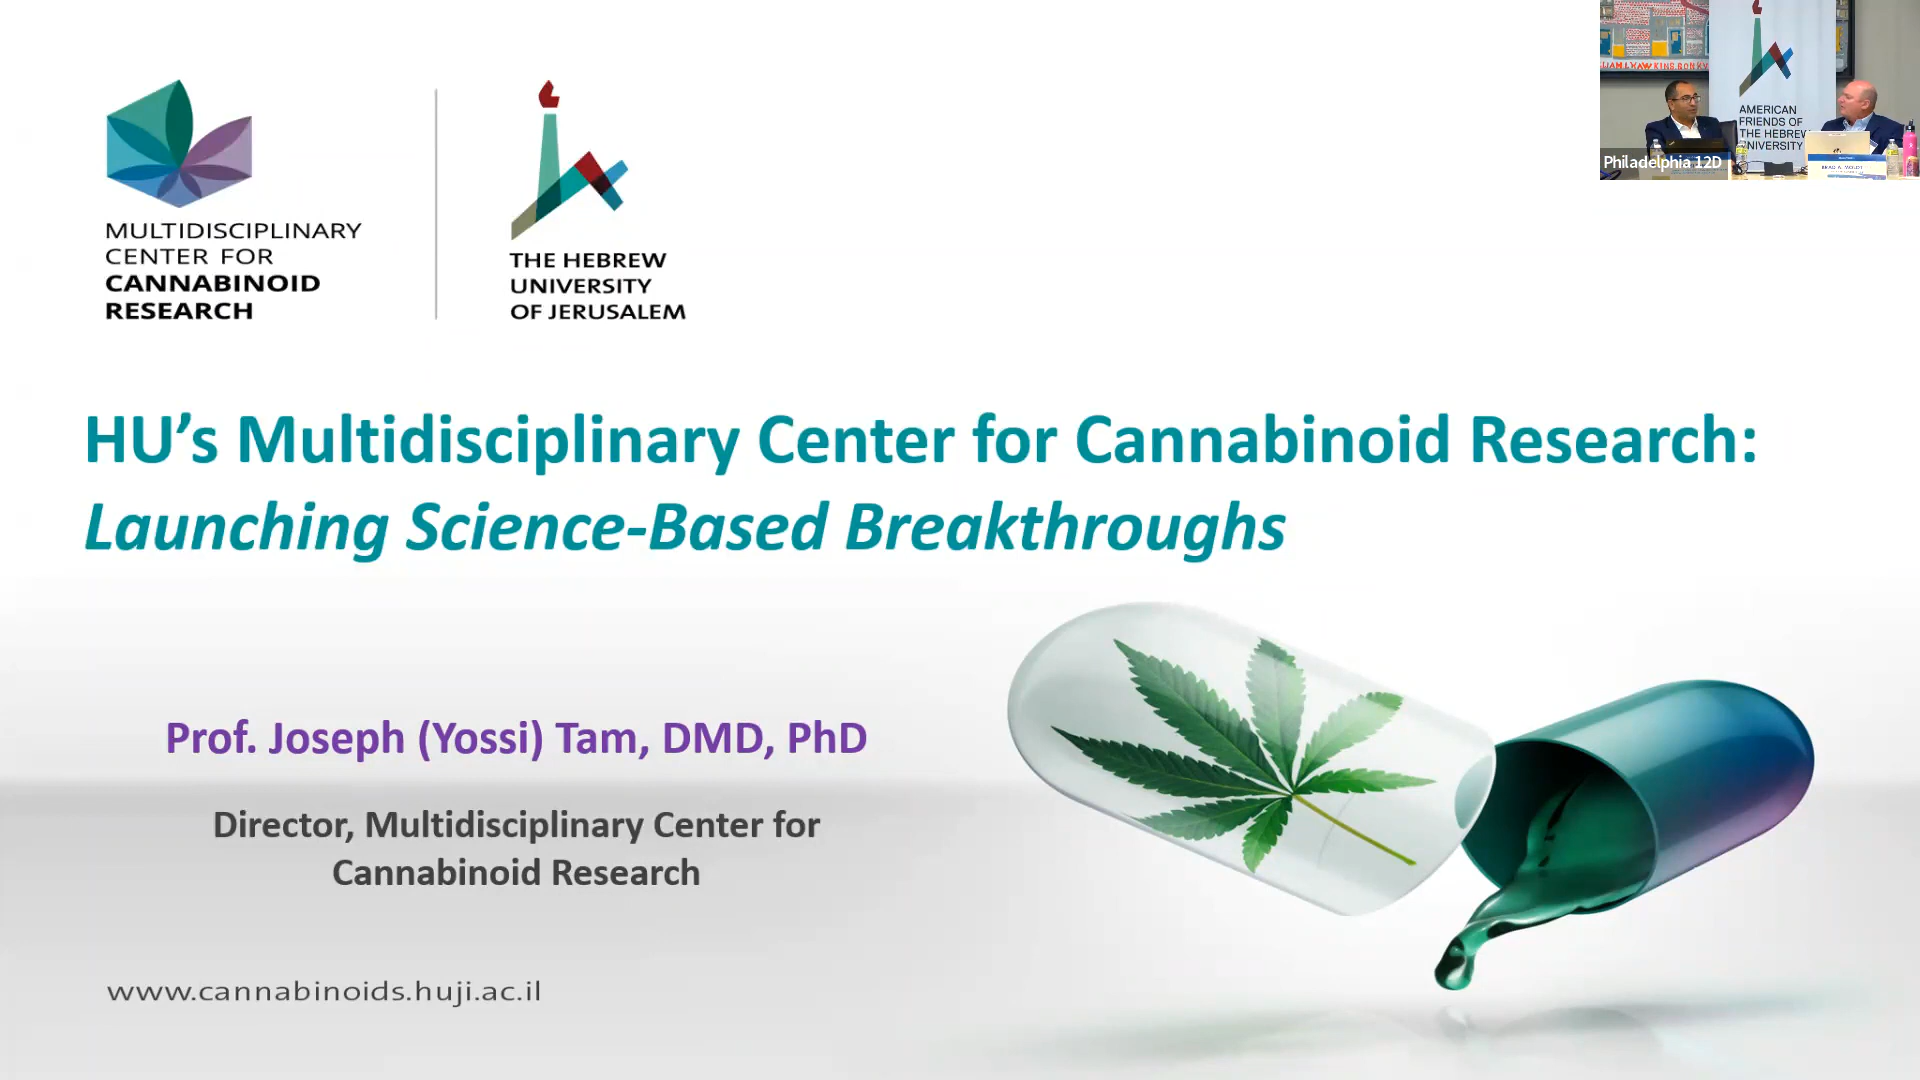 MULTIDISCIPLINARY
CENTER FOR
CANNABINOID
RESEARCH
THE HEBREW
UNIVERSITY
OF JERUSALEM
AMERICAN
FRIENDS OF
THE HEBREW
UNIVERSITY
Philadelphia 12D
HU’s Multidisciplinary Center for Cannabinoid Research:
Launching Science-Based Breakthroughs
Prof. Joseph (Yossi) Tam, DMD, PhD
Director, Multidisciplinary Center for
Cannabinoid Research
www.cannabinoids.huji.ac.il